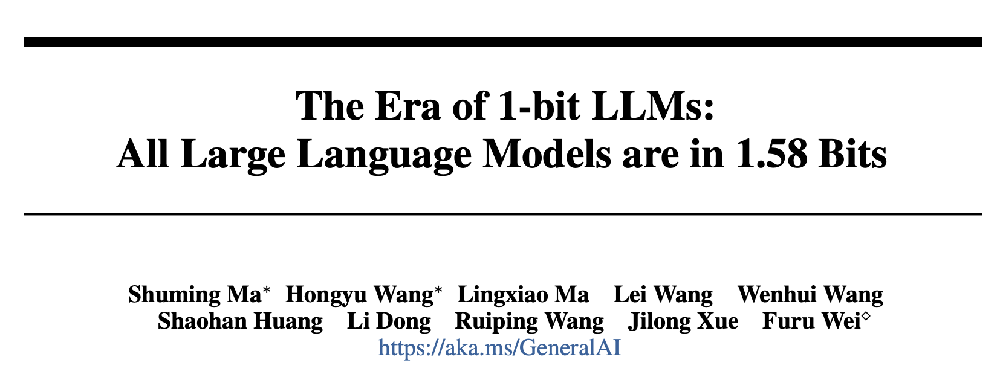 The Era of 1-bit LLMs:
All Large Language Models are in 1.58 Bits
Shuming Ma* Hongyu Wang* Lingxiao Ma Lei Wang Wenhui Wang
Shaohan Huang Li Dong Ruiping Wang Jilong Xue Furu Wei◇
https://aka.ms/GeneralAI